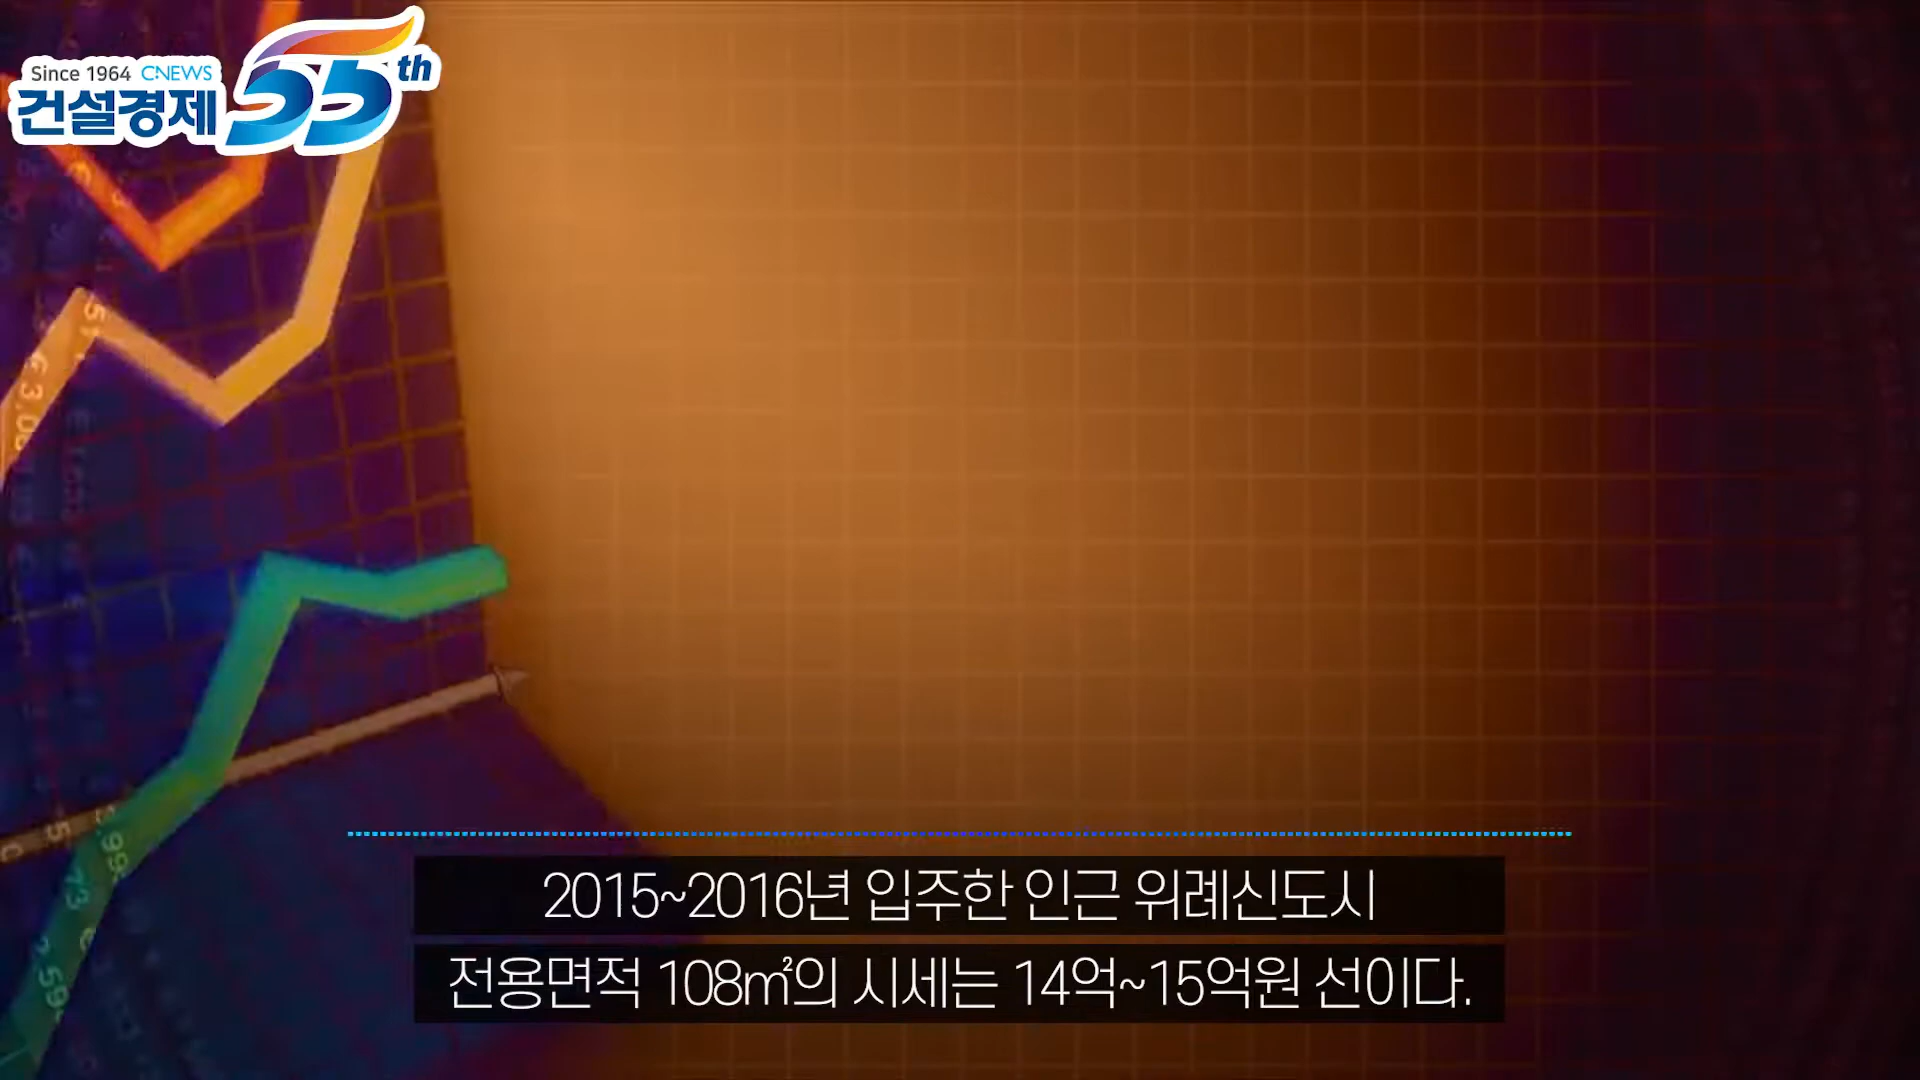 Since 1964 CNEWS
건설경제 55th
2015~2016년 입주한 인근 위례신도시
전용면적 108㎡의 시세는 14억~15억원 선이다.